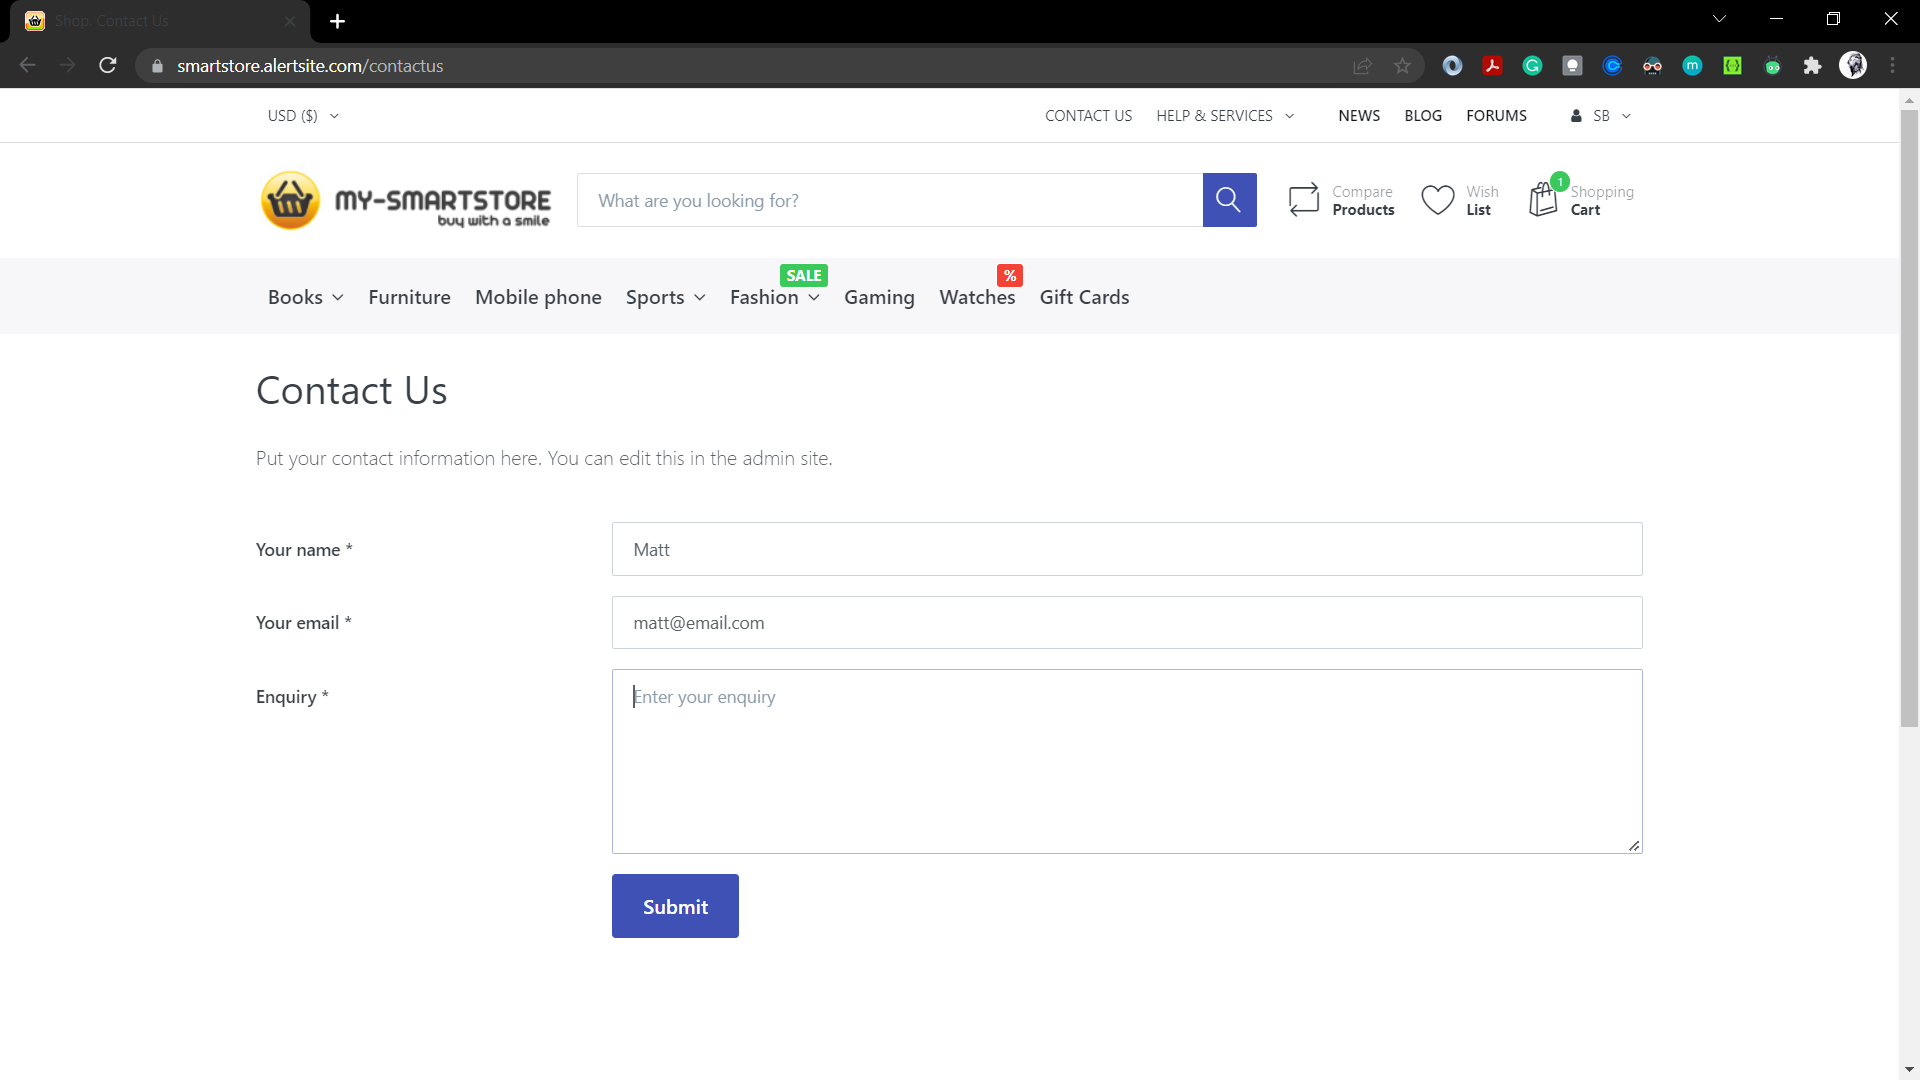 Shop. Contact Us
smartstore.alertsite.com/contactus
USD ($)
CONTACT US
HELP & SERVICES
NEWS
BLOG
FORUMS
SB
MY-SMARTSTORE
buy with a smile
What are you looking for?
Compare
Products
Wish
List
1
Shopping
Cart
SALE
%
Books
Furniture
Mobile phone
Sports
Fashion
Gaming
Watches
Gift Cards
Contact Us
Put your contact information here. You can edit this in the admin site.
Your name *
Matt
Your email *
matt@email.com
Enquiry *
Enter your enquiry
Submit